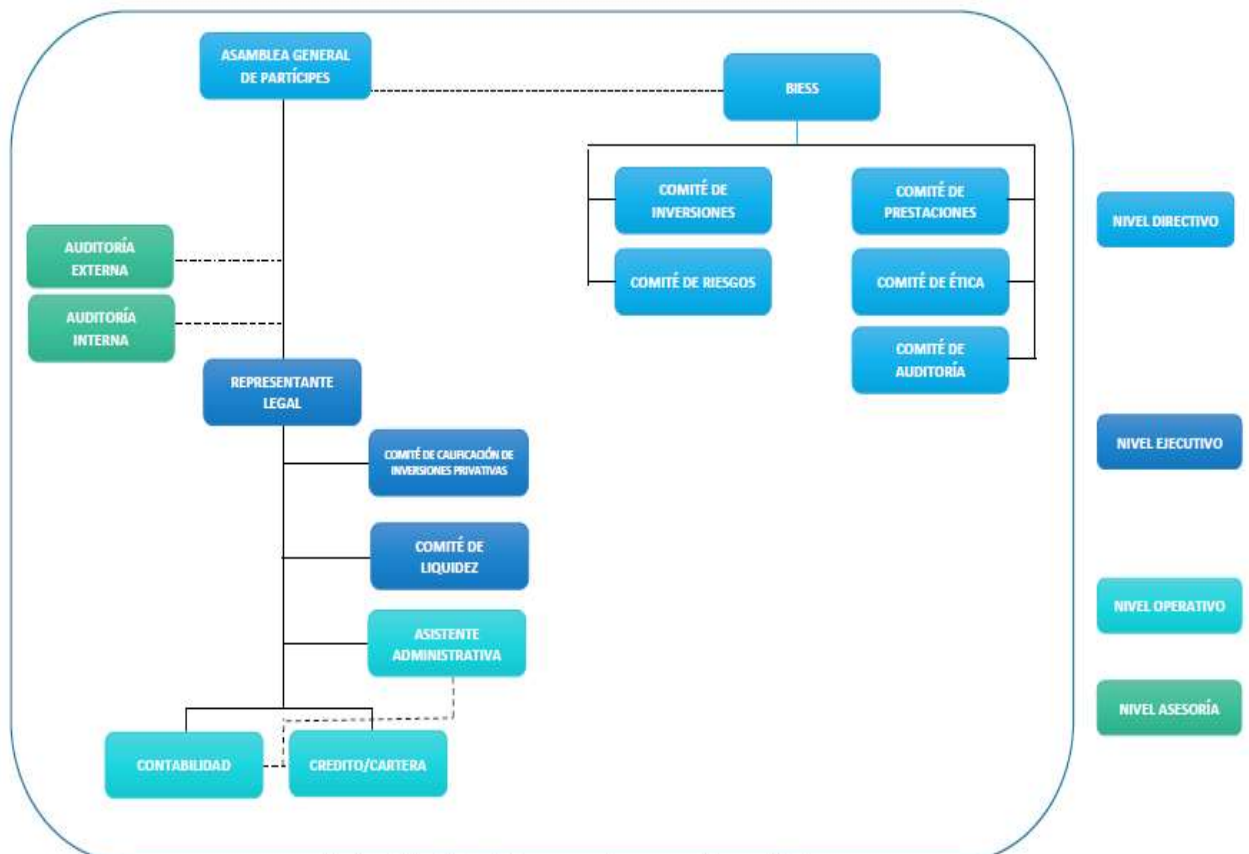 ASAMBLEA GENERAL
DE PARTÍCIPES
BIESS
COMITÉ DE
INVERSIONES
COMITÉ DE
PRESTACIONES
NIVEL DIRECTIVO
AUDITORÍA
EXTERNA
COMITÉ DE RIESGOS
COMITÉ DE ÉTICA
AUDITORÍA
INTERNA
COMITÉ DE
AUDITORÍA
REPRESENTANTE
LEGAL
COMITÉ DE CALIFICACIÓN DE
INVERSIONES PRIVATIVAS
NIVEL EJECUTIVO
COMITÉ DE
LIQUIDEZ
NIVEL OPERATIVO
ASISTENTE
ADMINISTRATIVA
NIVEL ASESORÍA
CONTABILIDAD
CREDITO/CARTERA